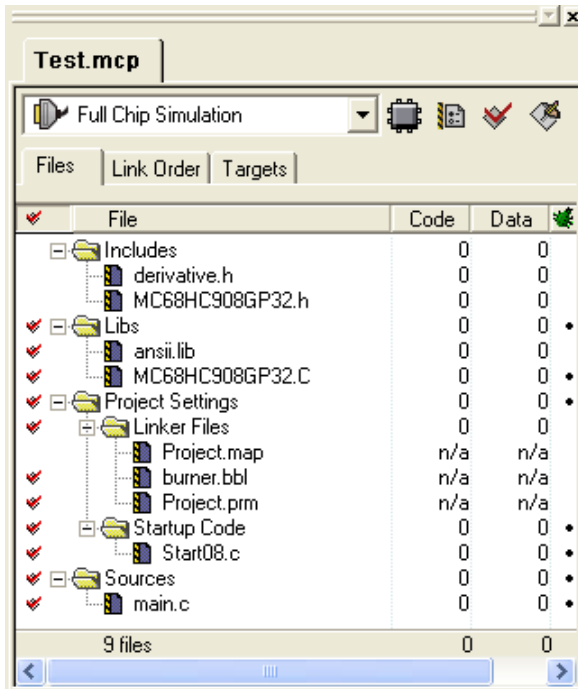 Test.mcp
Full Chip Simulation
Files Link Order Targets
File Code Data
Includes 0 0
derivative.h 0 0
MC68HC908GP32.h 0 0
Libs 0 0
ansii.lib 0 0
MC68HC908GP32.C 0 0
Project Settings 0 0
Linker Files 0 0
Project.map n/a n/a
burner.bbl n/a n/a
Project.prm n/a n/a
Startup Code 0 0
Start08.c 0 0
Sources 0 0
main.c 0 0
9 files 0 0